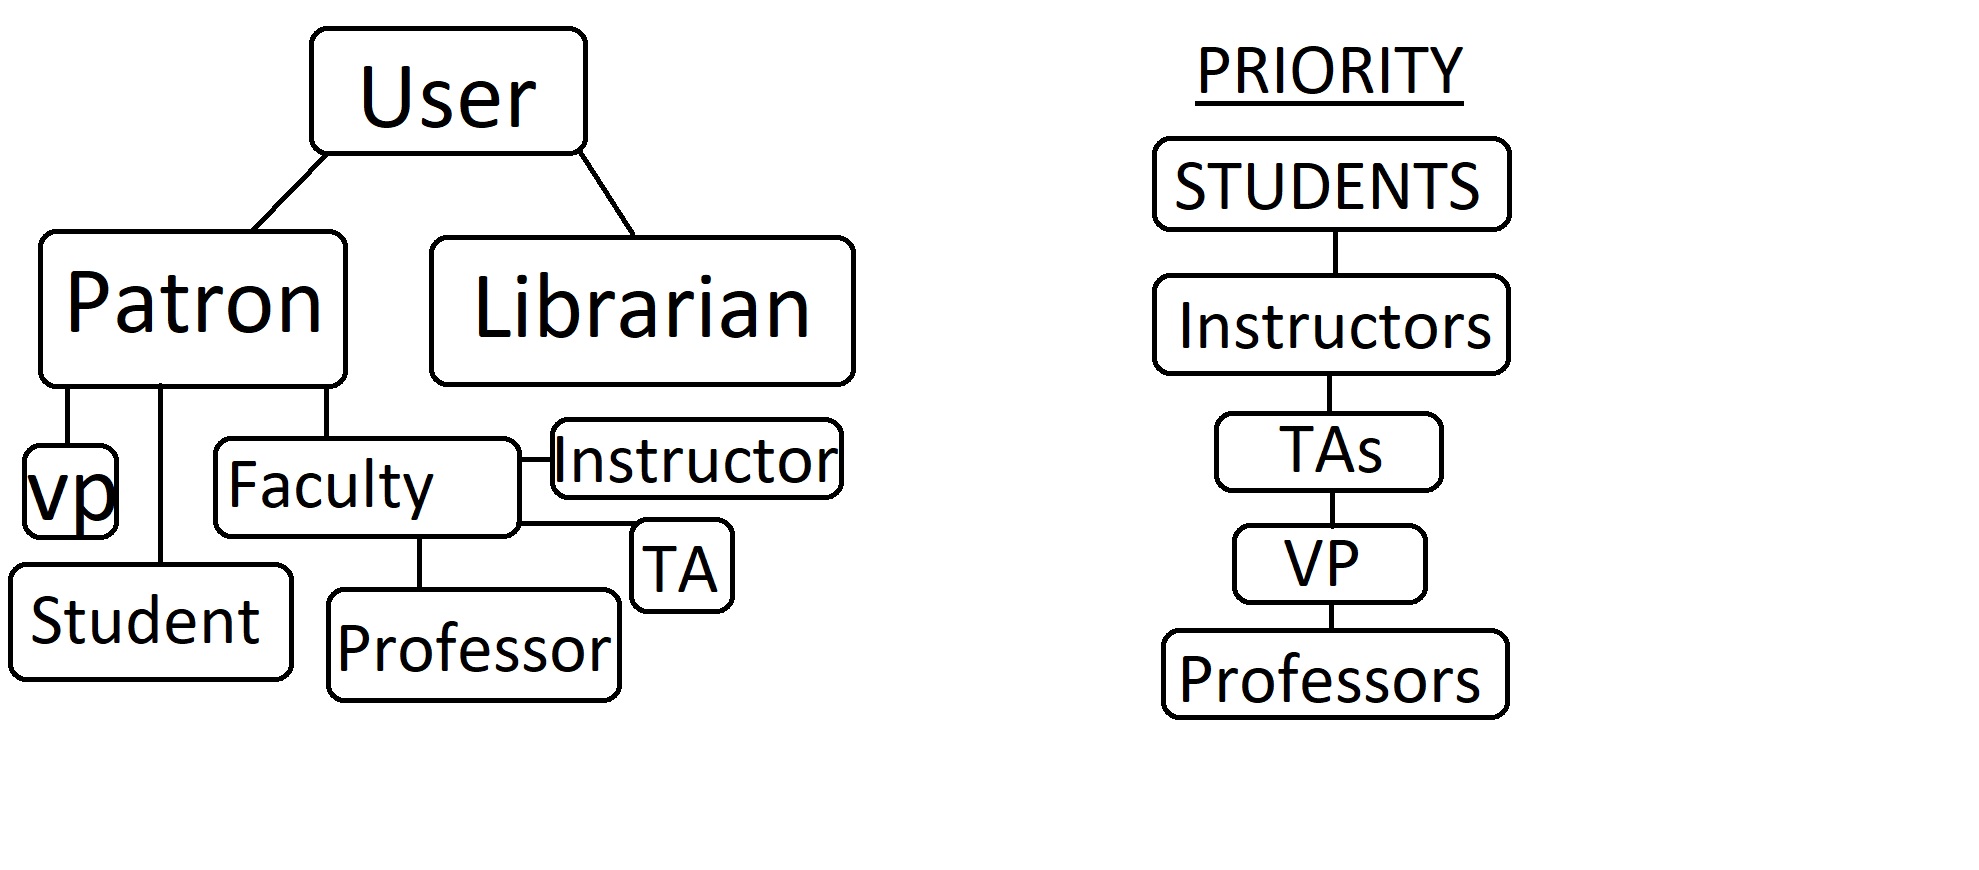 User
Patron
Librarian
vp
Faculty
Instructor
TA
Student
Professor
PRIORITY
STUDENTS
Instructors
TAs
VP
Professors